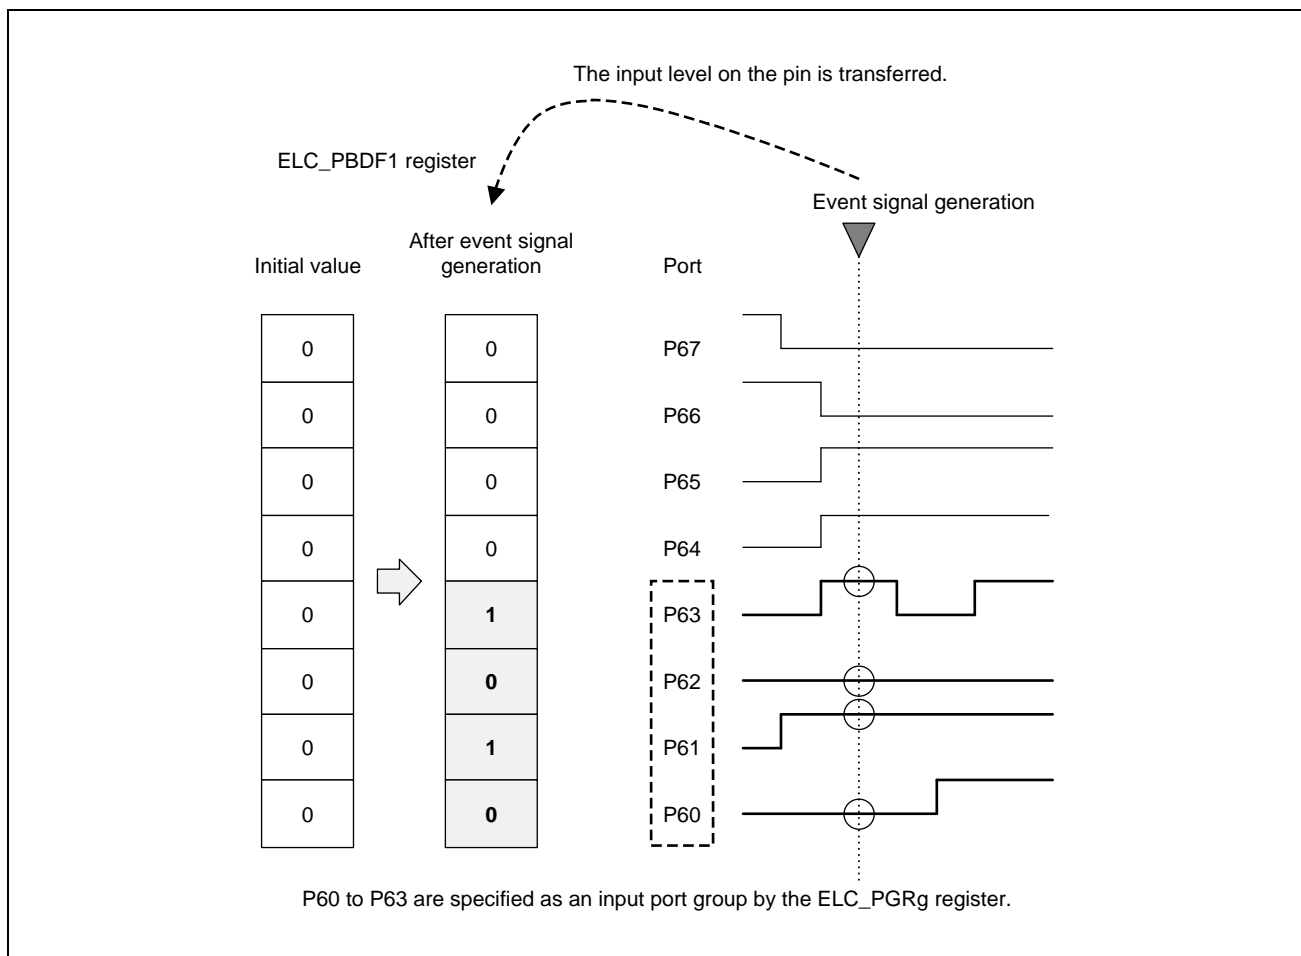 The input level on the pin is transferred.
ELC_PBDF1 register
Event signal generation
After event signal
generation
Initial value
Port
0 0 P67
0 0 P66
0 0 P65
0 0 P64
0 1 P63
0 0 P62
0 1 P61
0 0 P60
P60 to P63 are specified as an input port group by the ELC_PGRg register.